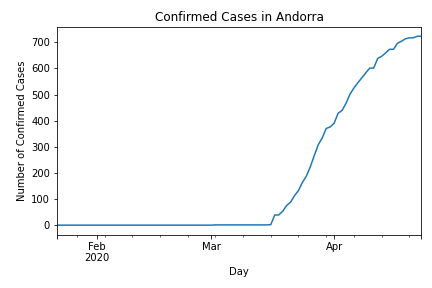 Confirmed Cases in Andorra
Number of Confirmed Cases
700
600
500
400
300
200
100
0
Feb Mar Apr
2020
Day